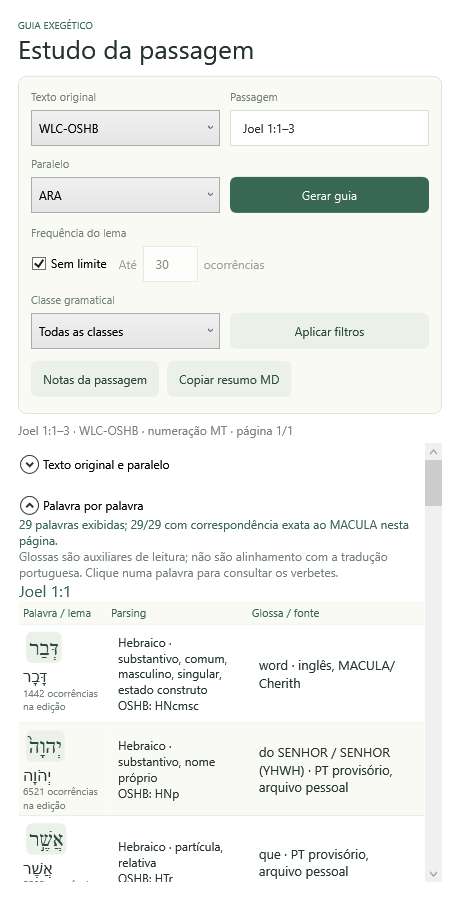 GUIA EXEGÉTICO
Estudo da passagem
Texto original
Passagem
WLC-OSHB
Joel 1:1–3
Paralelo
ARA
Gerar guia
Frequência do lema
Sem limite
Até
30
ocorrências
Classe gramatical
Todas as classes
Aplicar filtros
Notas da passagem
Copiar resumo MD
Joel 1:1–3 · WLC-OSHB · numeração MT · página 1/1
Texto original e paralelo
Palavra por palavra
29 palavras exibidas; 29/29 com correspondência exata ao MACULA nesta
página.
Glossas são auxiliares de leitura; não são alinhamento com a tradução
portuguesa. Clique numa palavra para consultar os verbetes.
Joel 1:1
Palavra / lema
Parsing
Glossa / fonte
דְּבַר
דָּבָר
1442 ocorrências
na edição
Hebraico ·
substantivo, comum,
masculino, singular,
estado construto
OSHB: HNcmsc
word · inglês, MACULA/
Cherith
יְהוָה֙
יְהֹוָה
6521 ocorrências
na edição
Hebraico ·
substantivo, nome
próprio
OSHB: HNp
do SENHOR / SENHOR
(YHWH) · PT provisório,
arquivo pessoal
אֲשֶׁ֣ר
אֲשֶׁר
Hebraico · partícula,
relativa
OSHB: HTr
que · PT provisório,
arquivo pessoal